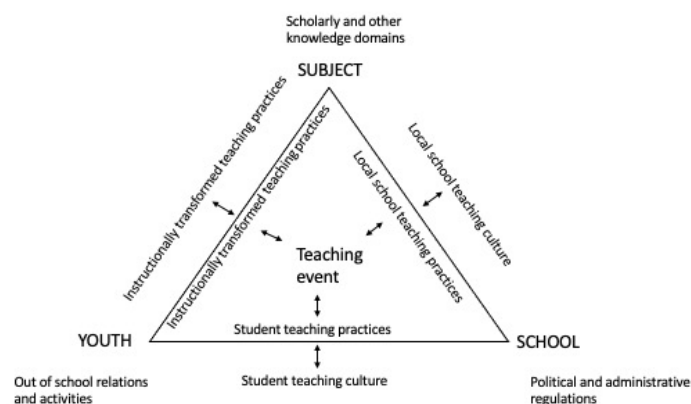 Scholarly and other
knowledge domains
SUBJECT
Instructionally transformed teaching practices
Instructionally transformed teaching practices
Local school teaching practices
Local school teaching culture
Teaching
event
Student teaching practices
YOUTH
SCHOOL
Out of school relations
and activities
Student teaching culture
Political and administrative
regulations